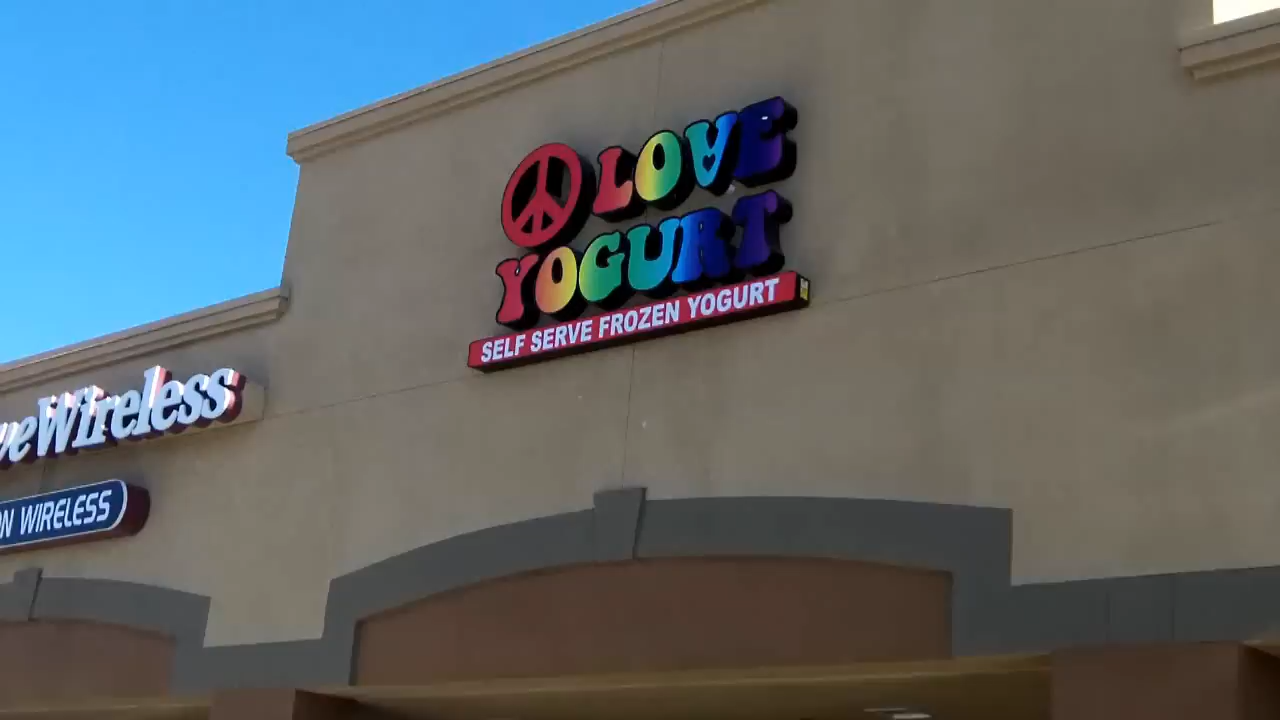 LOVE
YOGURT
SELF SERVE FROZEN YOGURT
Wireless
WIRELESS